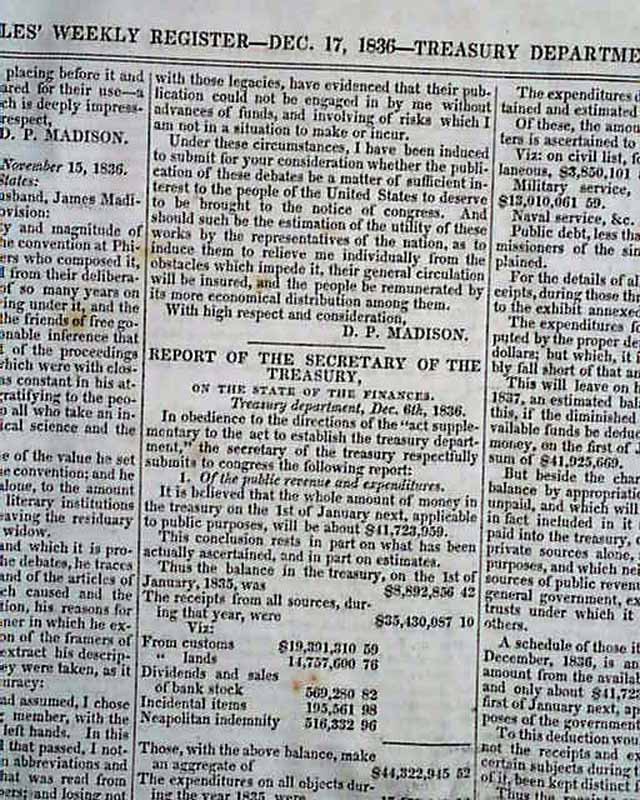 LES' WEEKLY REGISTER—DEC. 17, 1836—TREASURY DEPARTME
placing before it and
ared for their use—a
ch is deeply impress-
respect,
D. P. MADISON.
November 15, 1836.
States:
usband, James Madi-
ovision:
cy and magnitude of
he convention at Phi-
ers who composed it,
d from their delibera-
of so many years on
ring under it, and the
the friends of free go-
onable inference that
t of the proceedings
which were with clos-
as constant in his at-
gratifying to the peo-
o all who take an in-
ical science and the
e of the value he set
e convention; and he
alone, to the amount
literary institutions
eaving the residuary
widow.
and which it is pro-
he debates, he traces
and of the articles of
ch caused and the
tion, his reasons for
ner in which he ex-
on of the framers of
extract his descrip-
ey were taken, as it
uracy:
ad assumed, I chose
g member, with the
left hands. In this
l that passed, I not-
n abbreviations and
hat was read from
pers; and losing not
with those legacies, have evidenced that their pub-
lication could not be engaged in by me without
advances of funds, and involving of risks which I
am not in a situation to make or incur.
Under these circumstances, I have been induced
to submit for your consideration whether the publi-
cation of these debates be a matter of sufficient in-
terest to the people of the United States to deserve
to be brought to the notice of congress. And
should such be the estimation of the utility of these
works by the representatives of the nation, as to
induce them to relieve me individually from the
obstacles which impede it, their general circulation
will be insured, and the people be remunerated by
its more economical distribution among them.
With high respect and consideration,
D. P. MADISON.
REPORT OF THE SECRETARY OF THE
TREASURY,
ON THE STATE OF THE FINANCES.
Treasury department, Dec. 6th, 1836.
In obedience to the directions of the "act supple-
mentary to the act to establish the treasury depart-
ment," the secretary of the treasury respectfully
submits to congress the following report:
1. Of the public revenue and expenditures.
It is believed that the whole amount of money in
the treasury on the 1st of January next, applicable
to public purposes, will be about $41,723,959.
This conclusion rests in part on what has been
actually ascertained, and in part on estimates.
Thus the balance in the treasury, on the 1st of
January, 1835, was $8,892,856 42
The receipts from all sources, dur-
ing that year, were $35,430,087 10
Viz:
From customs $19,391,310 59
" lands 14,757,600 76
Dividends and sales
of bank stock 569,280 82
Incidental items 195,561 98
Neapolitan indemnity 516,332 96
Those, with the above balance, make
an aggregate of $44,322,945 52
The expenditures on all objects dur-
ing the year 1835, were
The expenditures d
tained and estimated
Of these, the amou
ters is ascertained to
Viz: on civil list, f
laneous, $3,850,101
Military service,
$13,010,061 59.
Naval service, &c.
Public debt, less tha
missioners of the sin
plained.
For the details of al
ceipts, during those th
to the exhibit annexed
The expenditures f
puted by the proper de
dollars; but which, it i
bly fall short of that an
This will leave on t
1837, an estimated bala
this, if the diminished
vailable funds be deduc
money, on the first of J
sum of $41,925,669.
But beside the char
balance by appropriati
unpaid, and which will
in fact included in it
paid into the treasury,
private sources alone.
purposes, and which nei
sources of public reven
general government, ex
trusts under which it
others.
A schedule of those i
December, 1836, is an
amount from the availab
and only about $41,72
first of January next, ap
poses of the government
To this deduction woul
not the receipts and ex
certain subjects during t
of it, been kept distinct f
Thus the